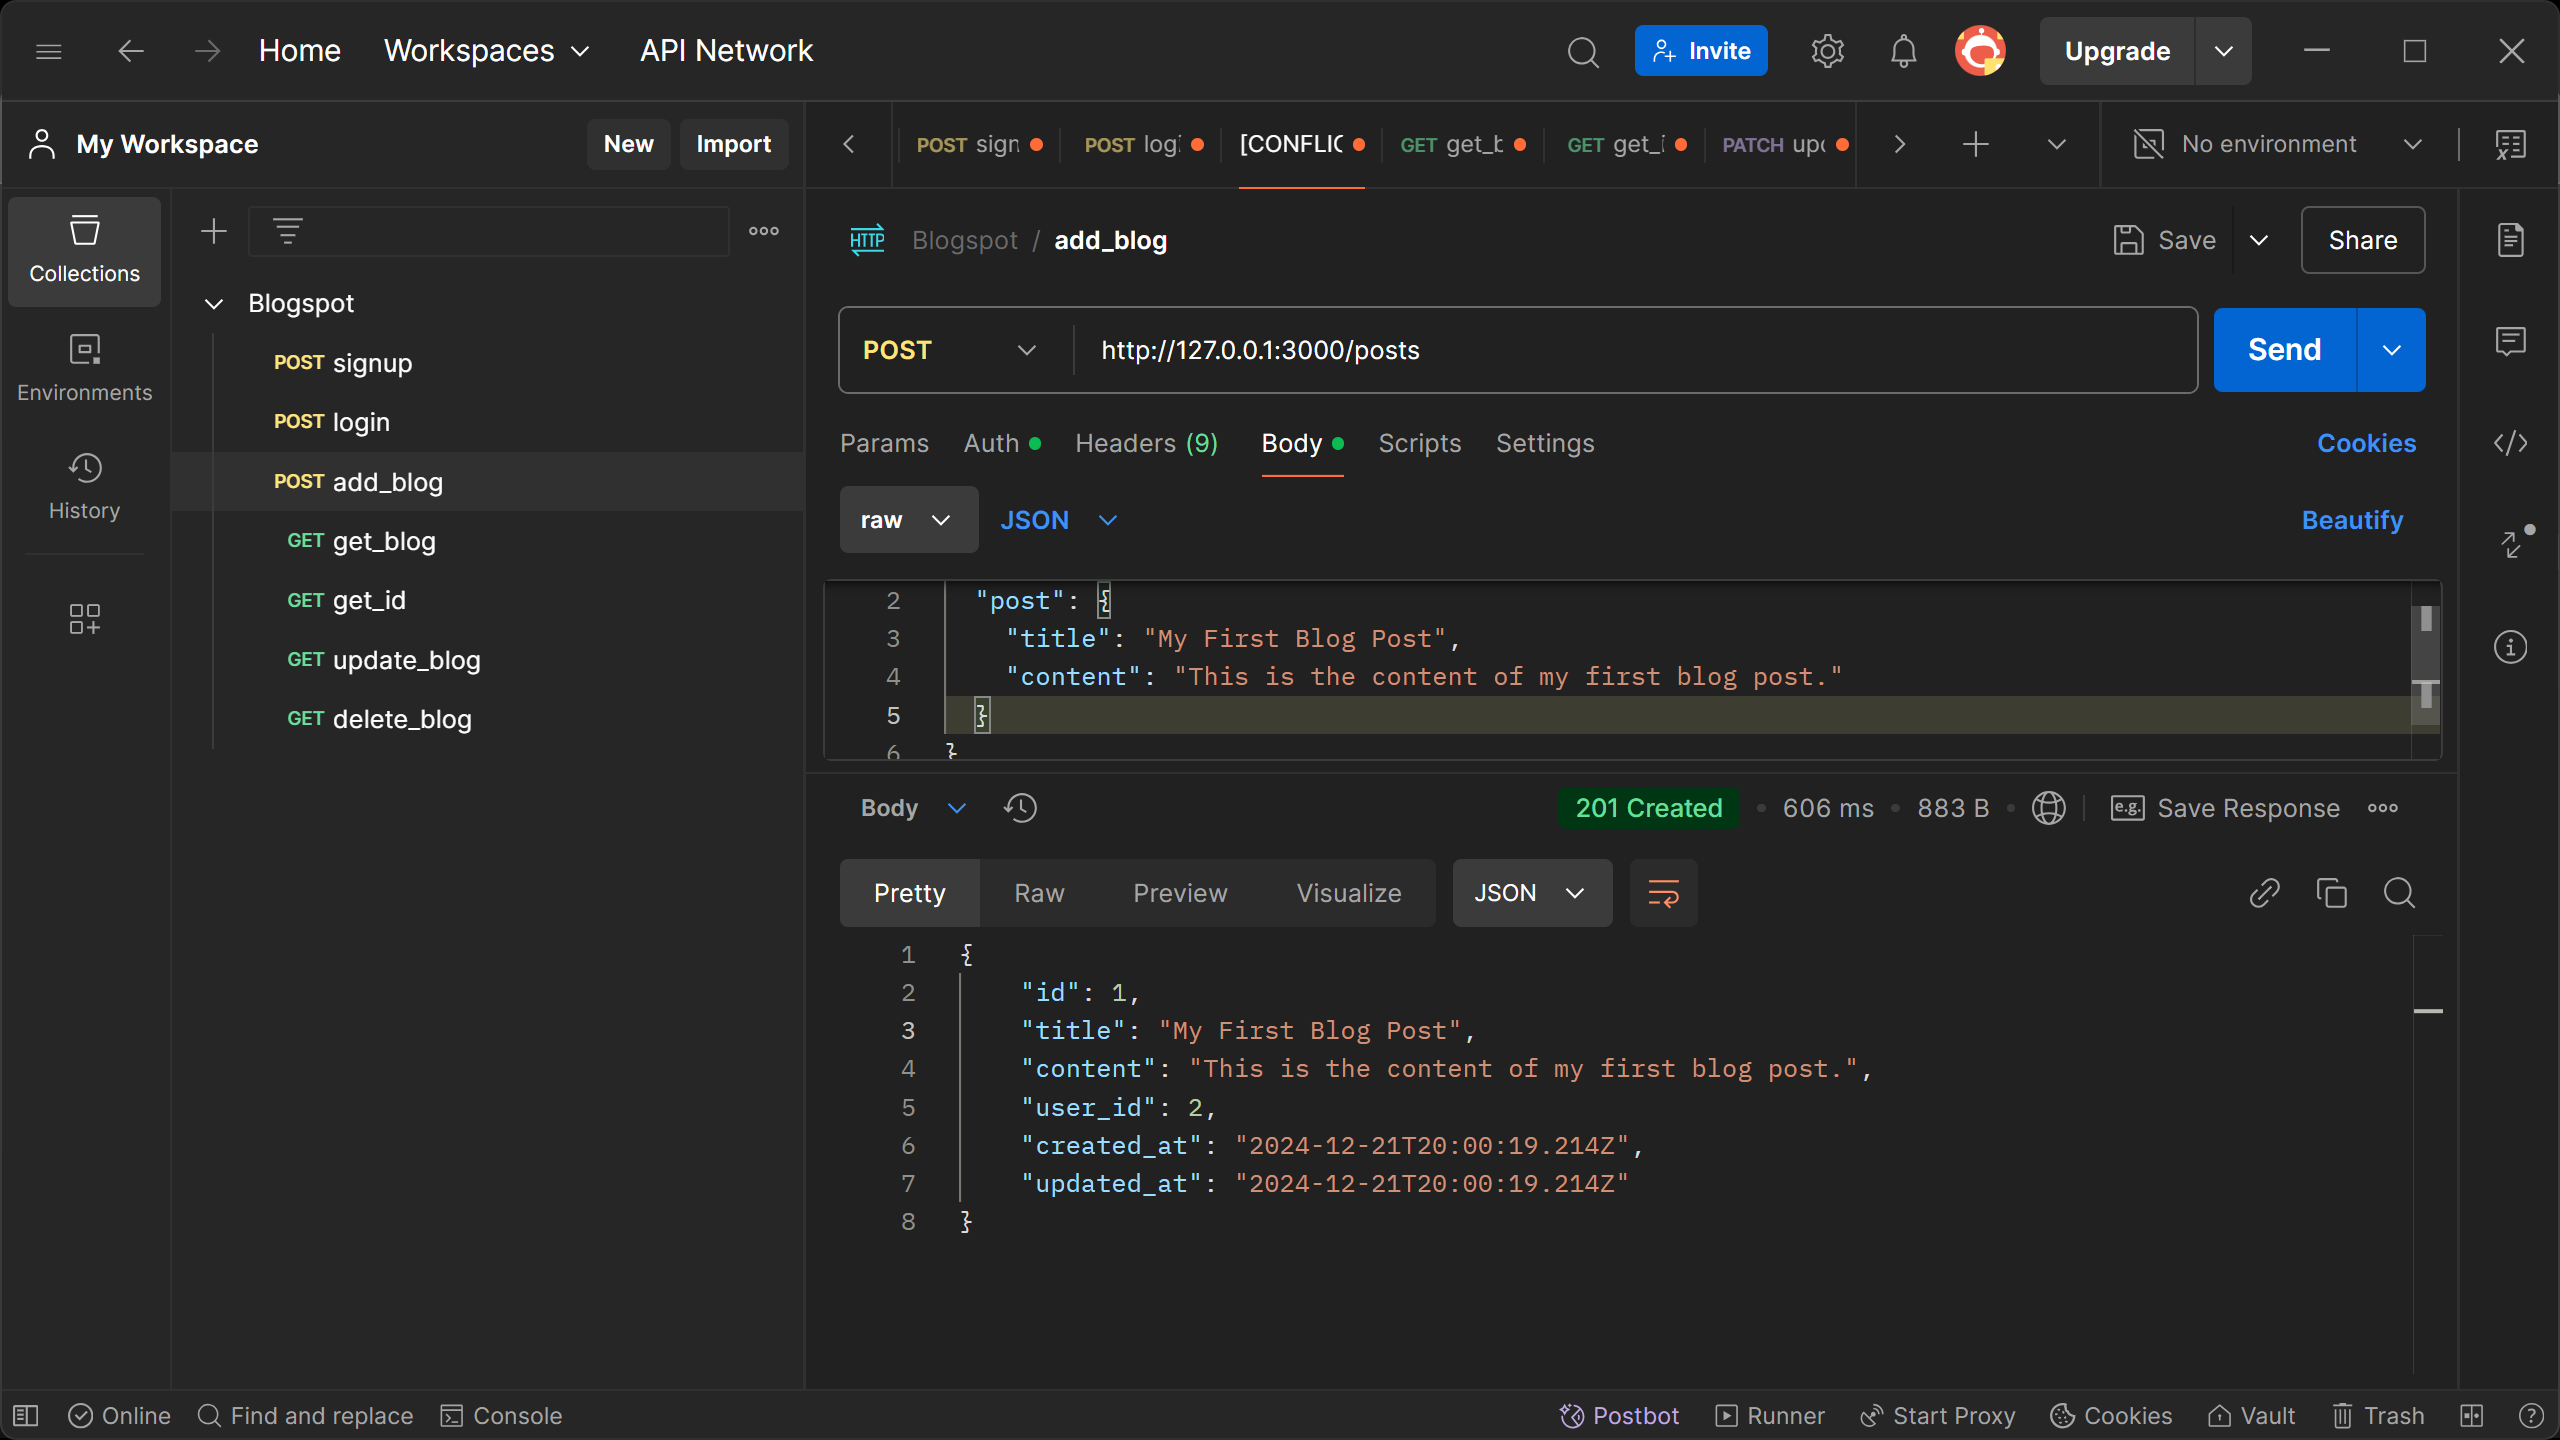 Home Workspaces API Network Invite Upgrade
My Workspace New Import
POST sign POST logi [CONFLIC GET get_b GET get_i PATCH upd No environment
Collections
Environments
History
Blogspot
POST signup
POST login
POST add_blog
GET get_blog
GET get_id
GET update_blog
GET delete_blog
HTTP Blogspot / add_blog Save Share
POST http://127.0.0.1:3000/posts Send
Params Auth Headers (9) Body Scripts Settings Cookies
raw JSON Beautify
2 "post": {
3 "title": "My First Blog Post",
4 "content": "This is the content of my first blog post."
5 }
6 }
Body 201 Created • 606 ms • 883 B • e.g. Save Response
Pretty Raw Preview Visualize JSON
1 {
2 "id": 1,
3 "title": "My First Blog Post",
4 "content": "This is the content of my first blog post.",
5 "user_id": 2,
6 "created_at": "2024-12-21T20:00:19.214Z",
7 "updated_at": "2024-12-21T20:00:19.214Z"
8 }
Online Find and replace Console Postbot Runner Start Proxy Cookies Vault Trash